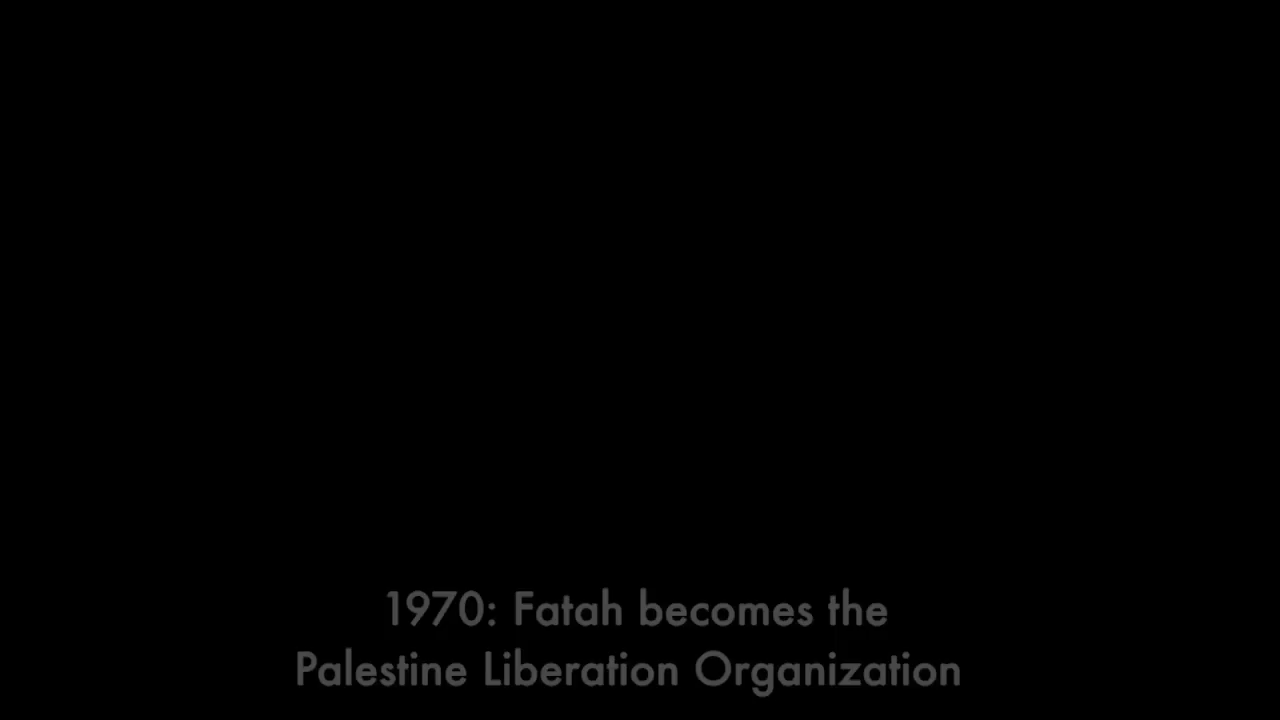 1970: Fatah becomes the
Palestine Liberation Organization